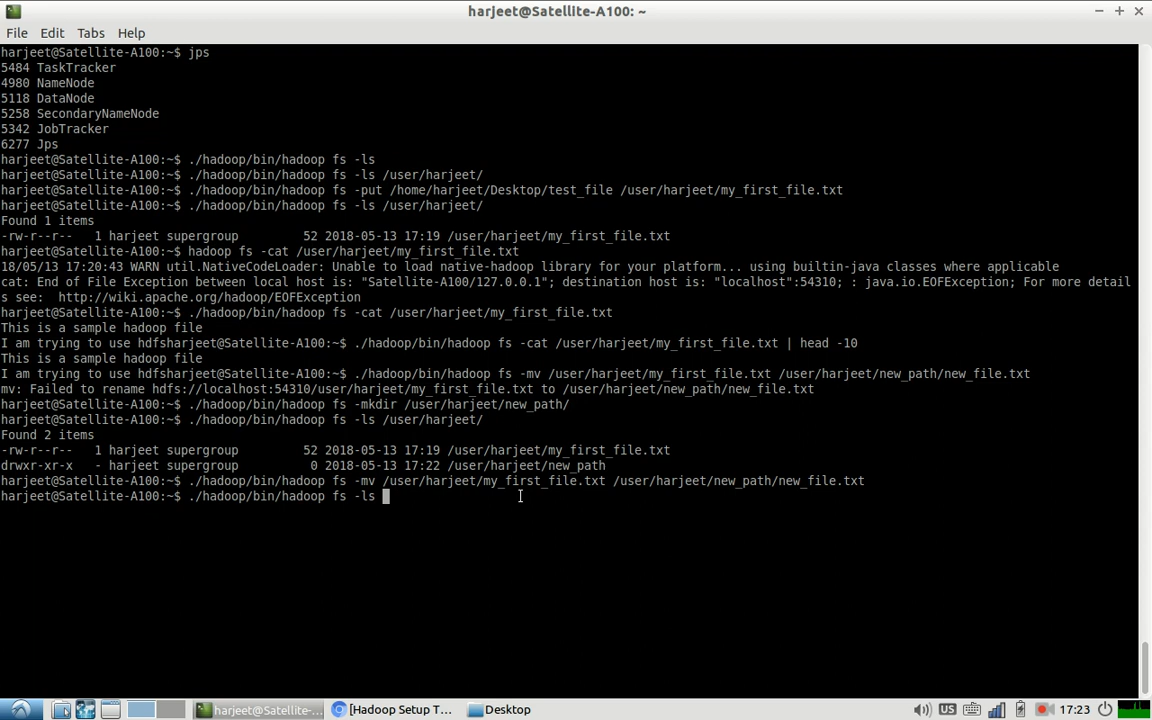 harjeet@Satellite-A100: ~
File Edit Tabs Help
harjeet@Satellite-A100:~$ jps
5484 TaskTracker
4980 NameNode
5118 DataNode
5258 SecondaryNameNode
5342 JobTracker
6277 Jps
harjeet@Satellite-A100:~$ ./hadoop/bin/hadoop fs -ls
harjeet@Satellite-A100:~$ ./hadoop/bin/hadoop fs -ls /user/harjeet/
harjeet@Satellite-A100:~$ ./hadoop/bin/hadoop fs -put /home/harjeet/Desktop/test_file /user/harjeet/my_first_file.txt
harjeet@Satellite-A100:~$ ./hadoop/bin/hadoop fs -ls /user/harjeet/
Found 1 items
-rw-r--r--   1 harjeet supergroup         52 2018-05-13 17:19 /user/harjeet/my_first_file.txt
harjeet@Satellite-A100:~$ hadoop fs -cat /user/harjeet/my_first_file.txt
18/05/13 17:20:43 WARN util.NativeCodeLoader: Unable to load native-hadoop library for your platform... using builtin-java classes where applicable
cat: End of File Exception between local host is: "Satellite-A100/127.0.0.1"; destination host is: "localhost":54310; : java.io.EOFException; For more detail
s see:  http://wiki.apache.org/hadoop/EOFException
harjeet@Satellite-A100:~$ ./hadoop/bin/hadoop fs -cat /user/harjeet/my_first_file.txt
This is a sample hadoop file
I am trying to use hdfsharjeet@Satellite-A100:~$ ./hadoop/bin/hadoop fs -cat /user/harjeet/my_first_file.txt | head -10
This is a sample hadoop file
I am trying to use hdfsharjeet@Satellite-A100:~$ ./hadoop/bin/hadoop fs -mv /user/harjeet/my_first_file.txt /user/harjeet/new_path/new_file.txt
mv: Failed to rename hdfs://localhost:54310/user/harjeet/my_first_file.txt to /user/harjeet/new_path/new_file.txt
harjeet@Satellite-A100:~$ ./hadoop/bin/hadoop fs -mkdir /user/harjeet/new_path/
harjeet@Satellite-A100:~$ ./hadoop/bin/hadoop fs -ls /user/harjeet/
Found 2 items
-rw-r--r--   1 harjeet supergroup         52 2018-05-13 17:19 /user/harjeet/my_first_file.txt
drwxr-xr-x   - harjeet supergroup          0 2018-05-13 17:22 /user/harjeet/new_path
harjeet@Satellite-A100:~$ ./hadoop/bin/hadoop fs -mv /user/harjeet/my_first_file.txt /user/harjeet/new_path/new_file.txt
harjeet@Satellite-A100:~$ ./hadoop/bin/hadoop fs -ls
harjeet@Satellite-... [Hadoop Setup T... Desktop US 17:23